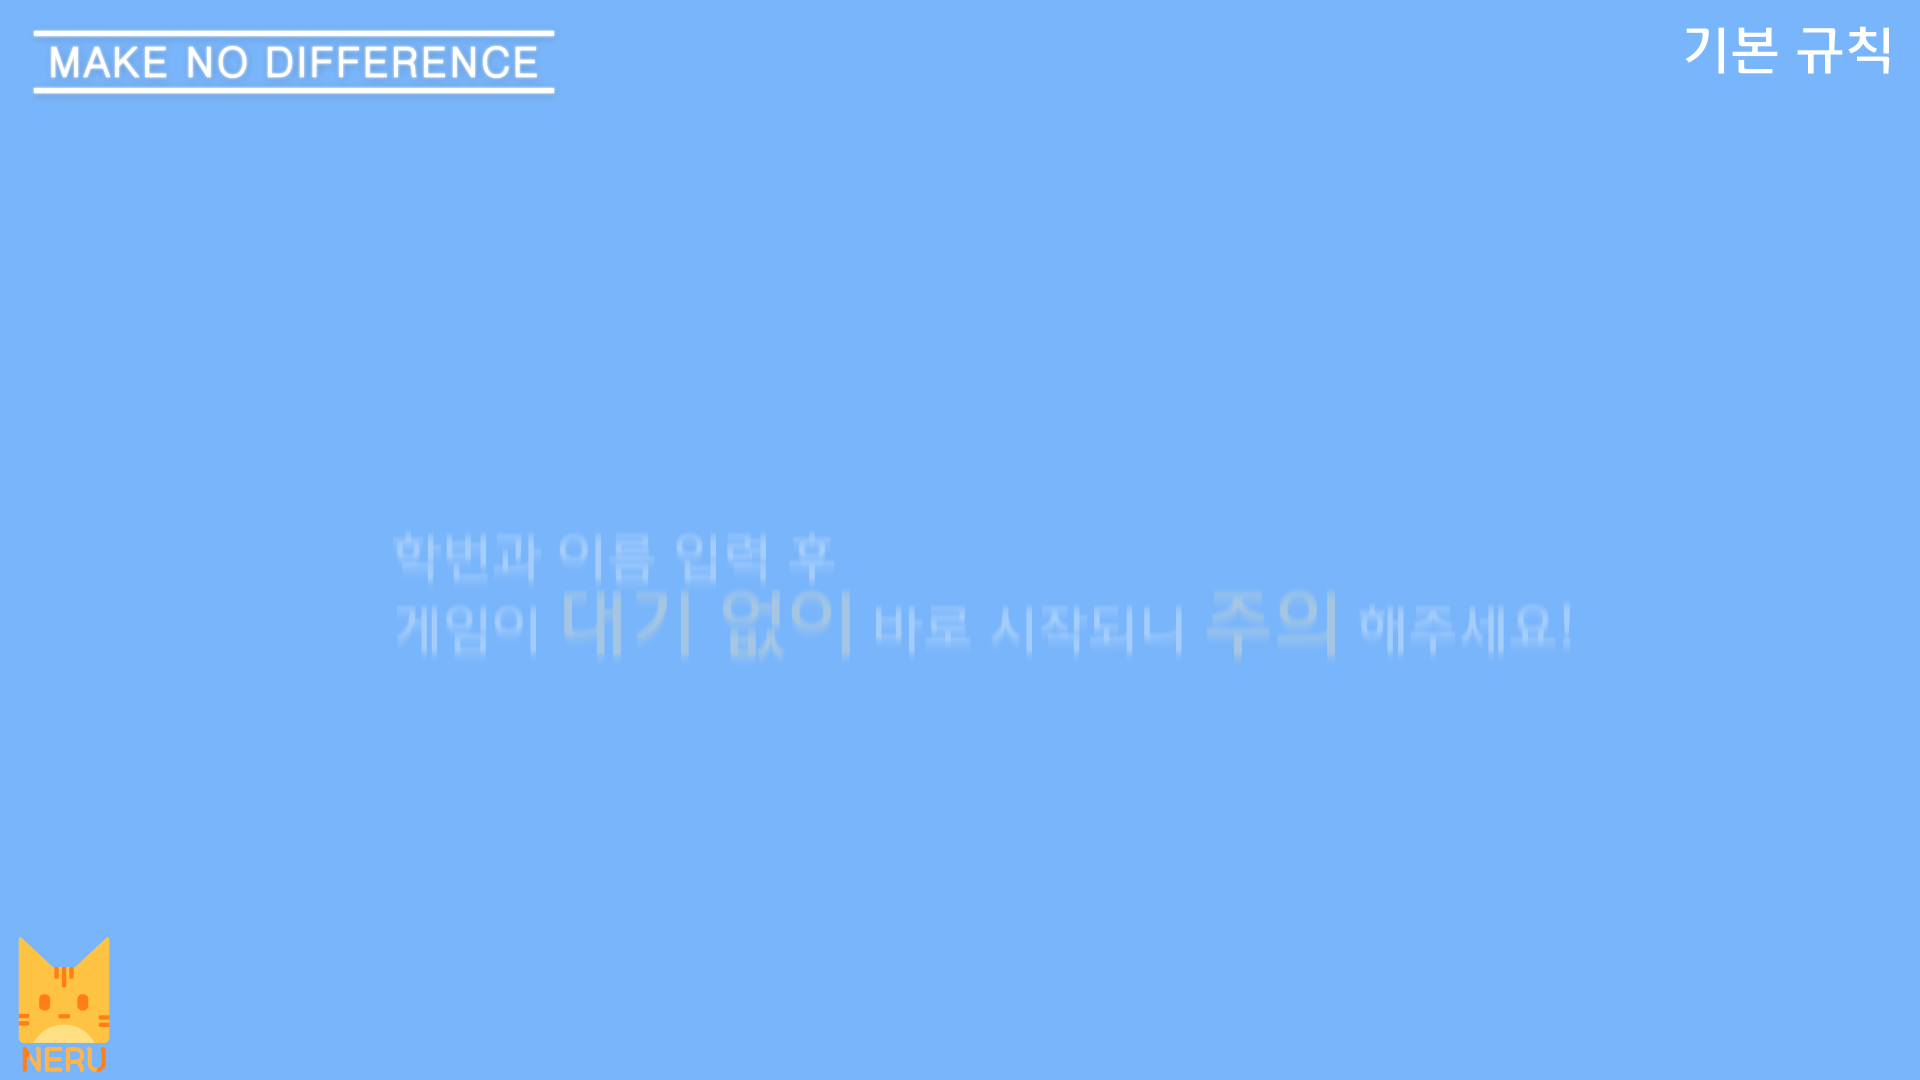 MAKE NO DIFFERENCE
기본 규칙
학번과 이름 입력 후
게임이 대기 없이 바로 시작되니 주의 해주세요!
NERU